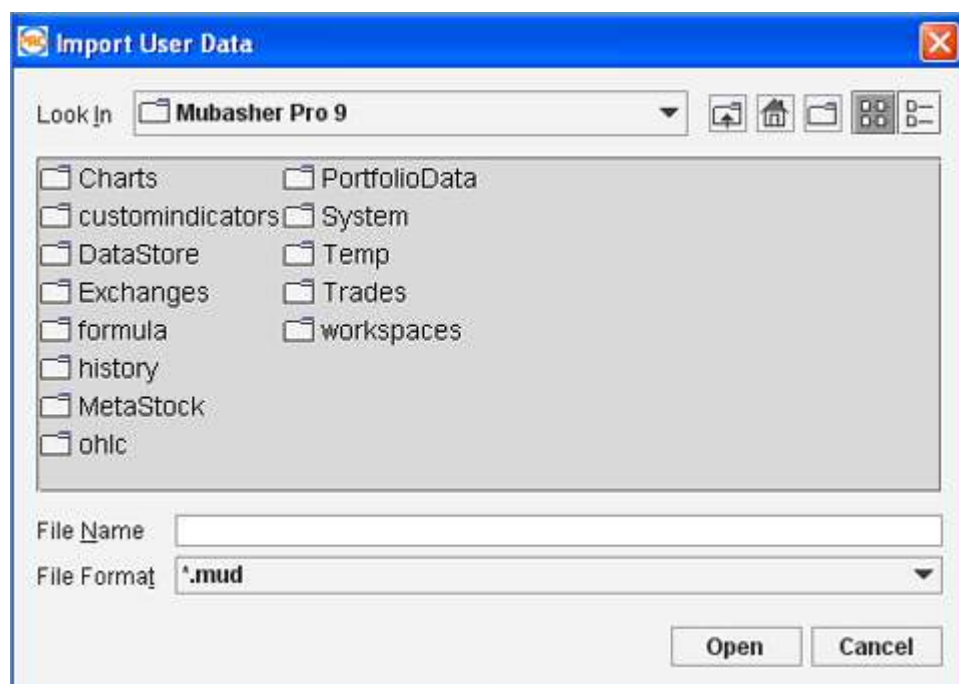 Import User Data
Look In Mubasher Pro 9
Charts PortfolioData
customindicators System
DataStore Temp
Exchanges Trades
formula workspaces
history
MetaStock
ohlc
File Name
File Format *.mud
Open Cancel